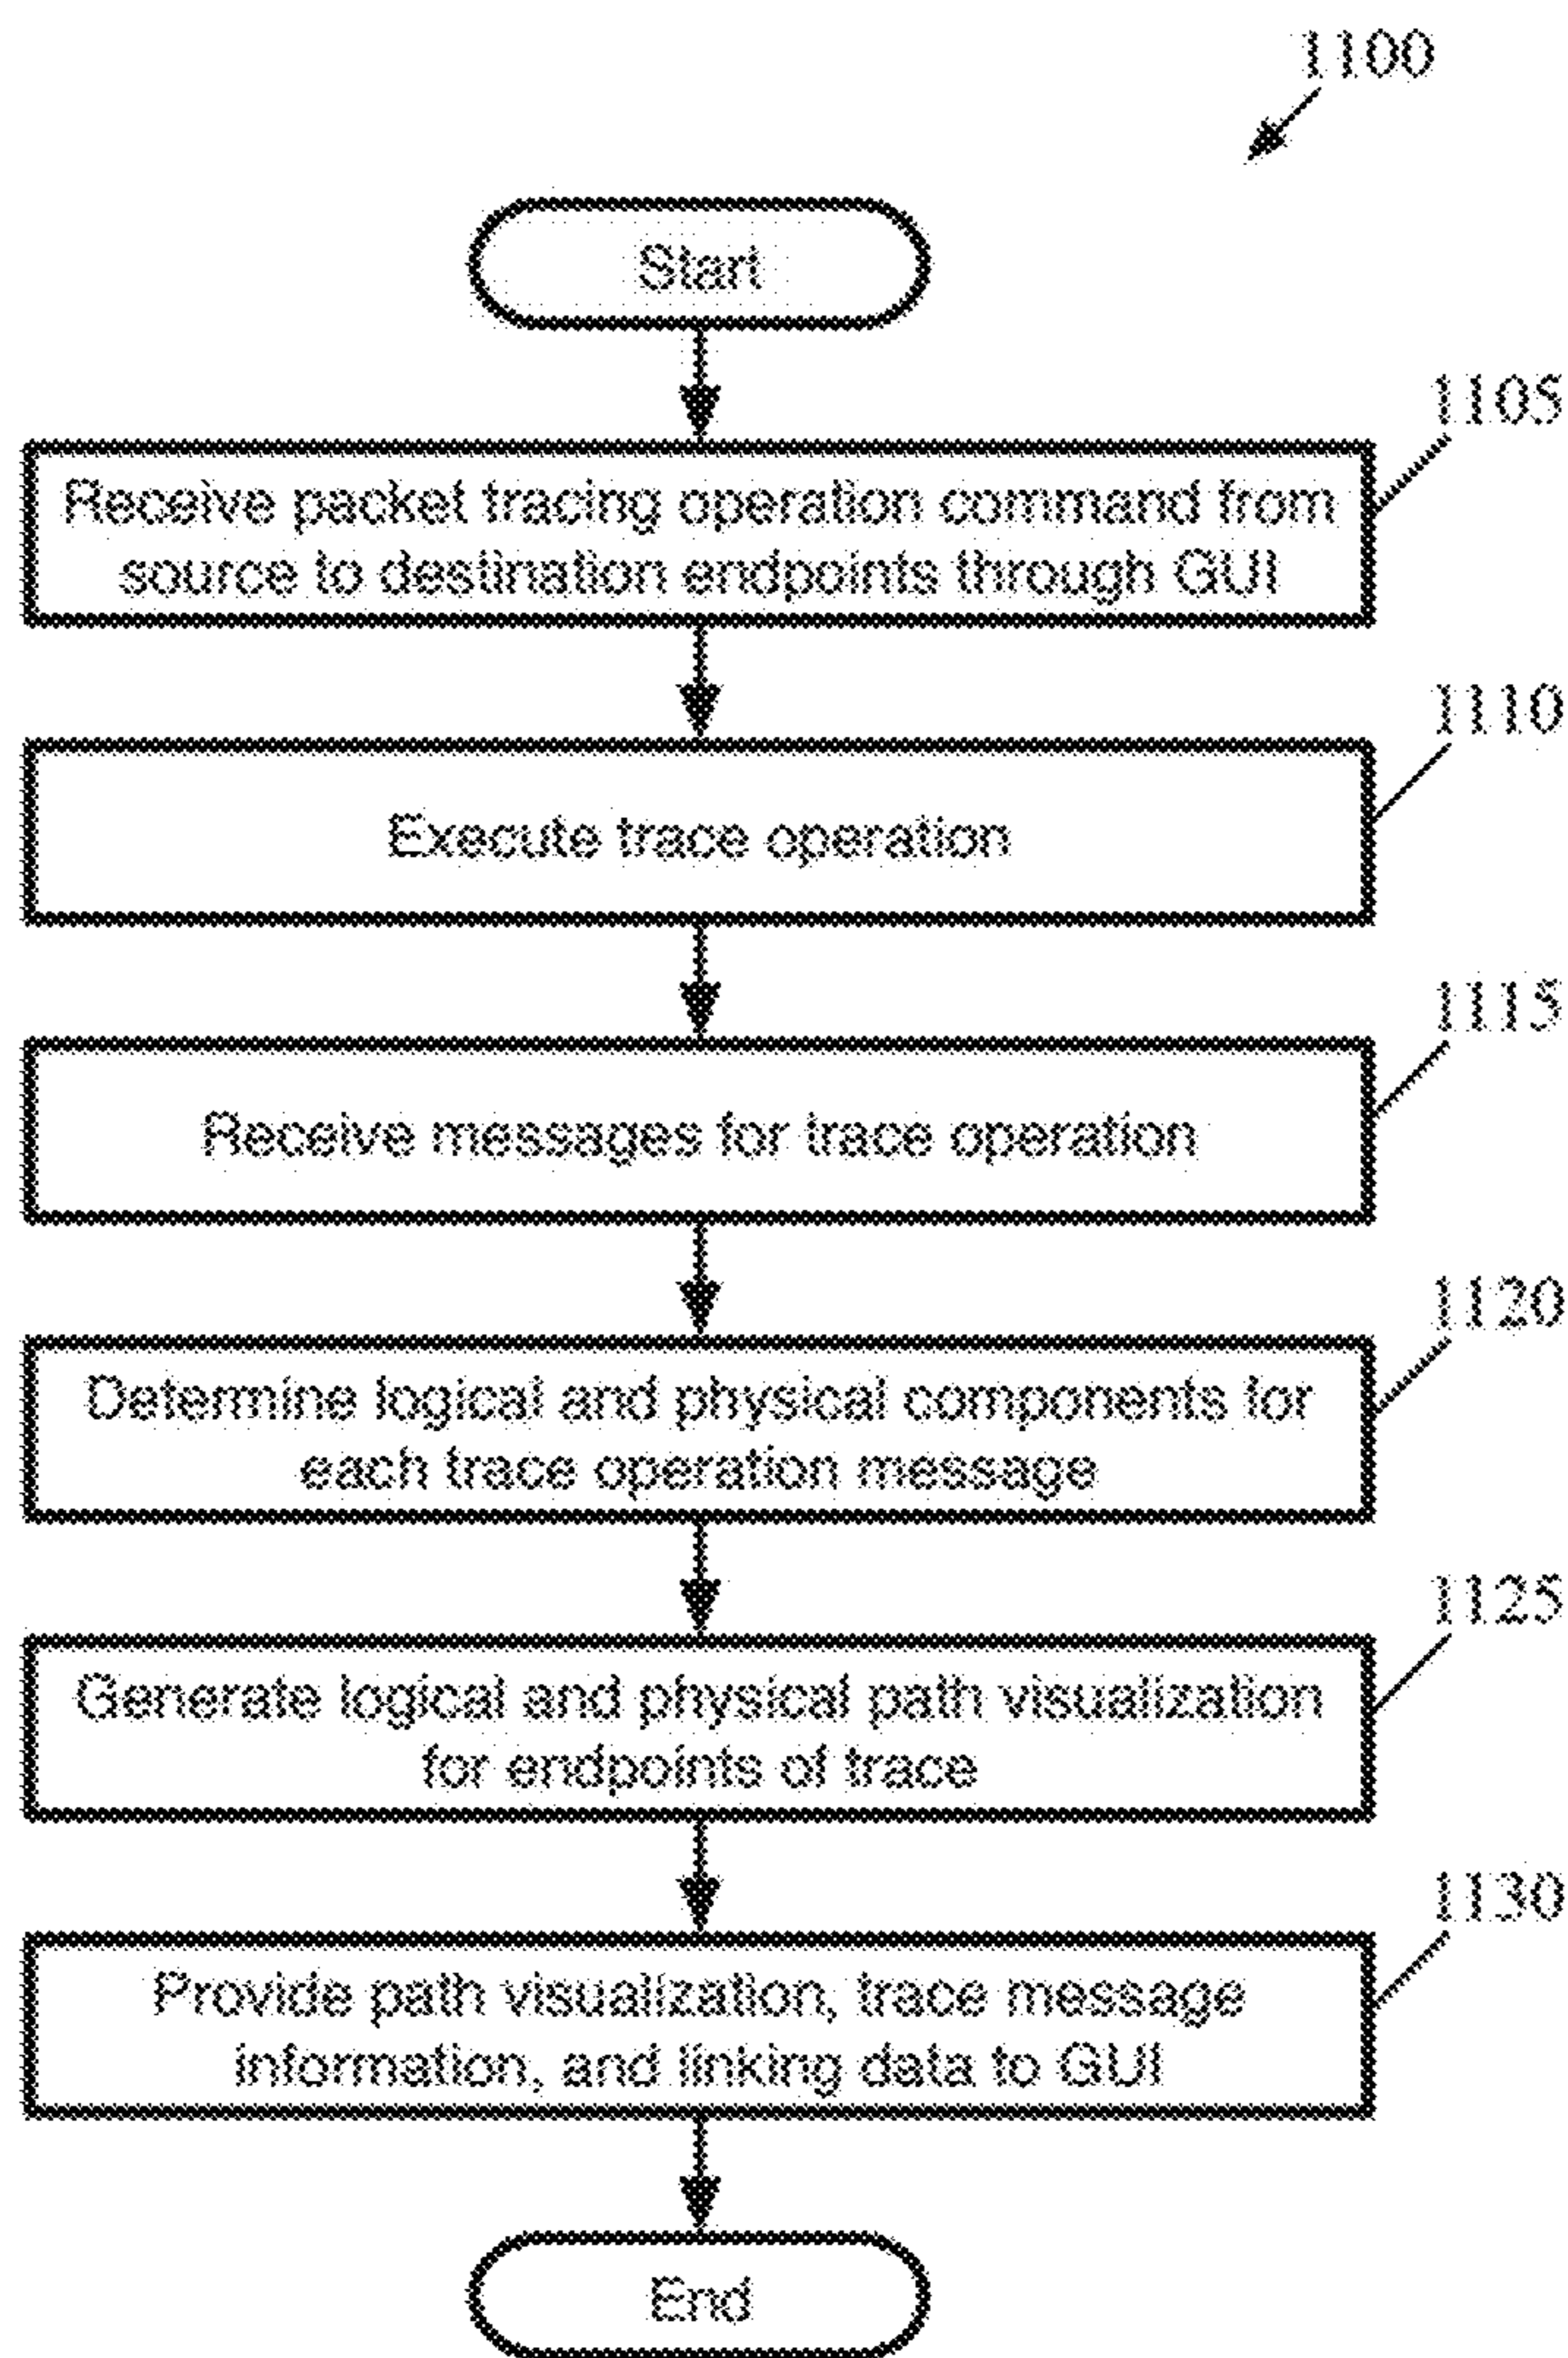 1100
Start
1105
Receive packet tracing operation command from
source to destination endpoints through GUI
1110
Execute trace operation
1115
Receive messages for trace operation
1120
Determine logical and physical components for
each trace operation message
1125
Generate logical and physical path visualization
for endpoints of trace
1130
Provide path visualization, trace message
information, and linking data to GUI
End